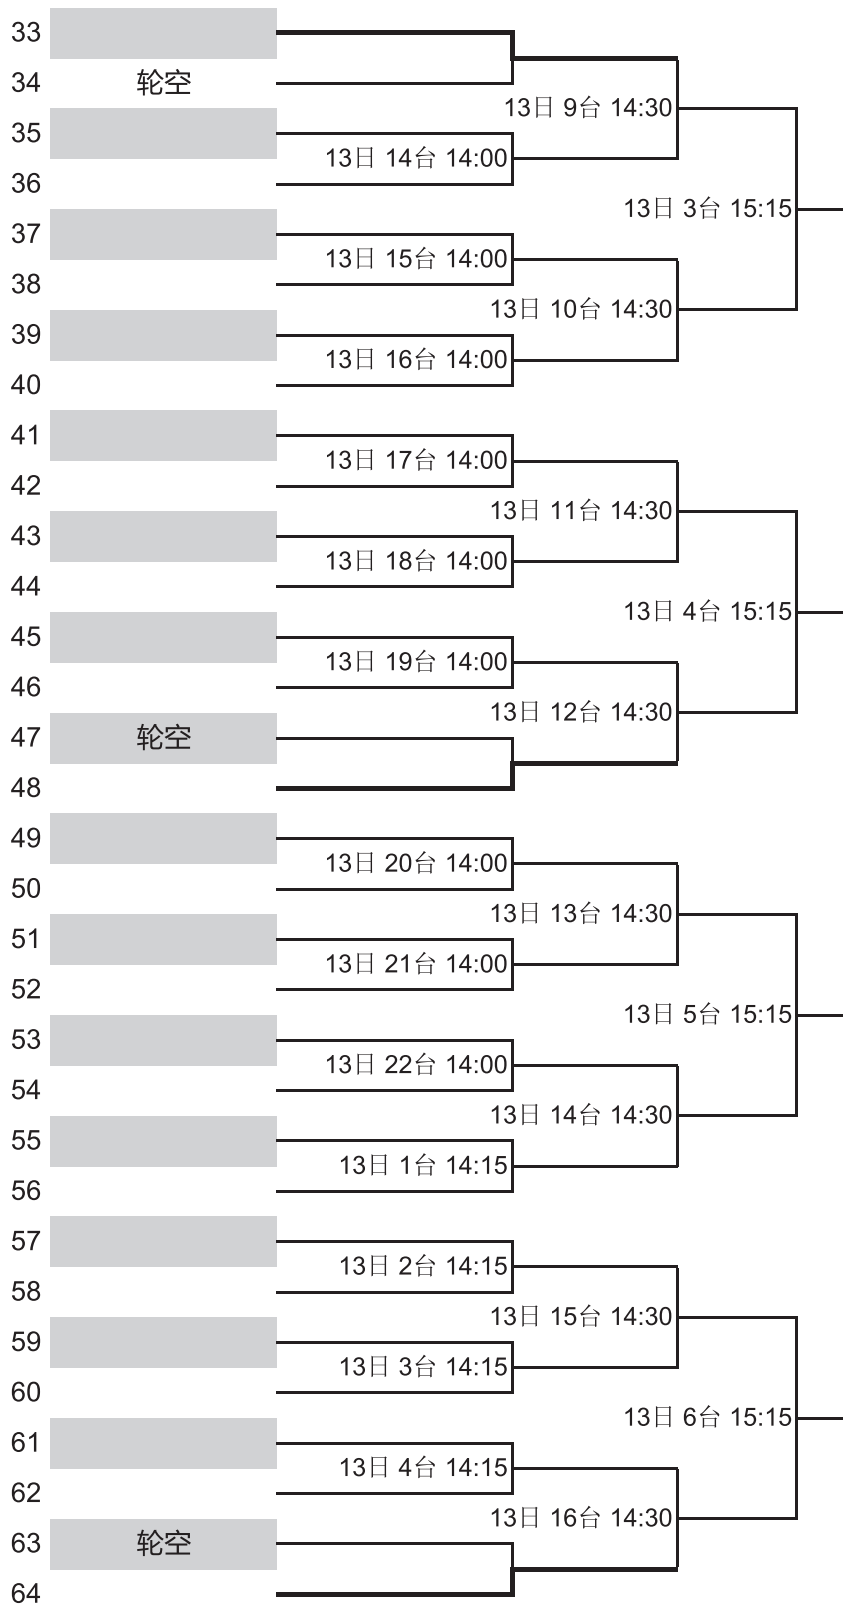 33
34 轮空
13日 9台 14:30
35
13日 14台 14:00
36
13日 3台 15:15
37
13日 15台 14:00
38
13日 10台 14:30
39
13日 16台 14:00
40
41
13日 17台 14:00
42
13日 11台 14:30
43
13日 18台 14:00
44
13日 4台 15:15
45
13日 19台 14:00
46
13日 12台 14:30
47 轮空
48
49
13日 20台 14:00
50
13日 13台 14:30
51
13日 21台 14:00
52
13日 5台 15:15
53
13日 22台 14:00
54
13日 14台 14:30
55
13日 1台 14:15
56
57
13日 2台 14:15
58
13日 15台 14:30
59
13日 3台 14:15
60
13日 6台 15:15
61
13日 4台 14:15
62
13日 16台 14:30
63 轮空
64